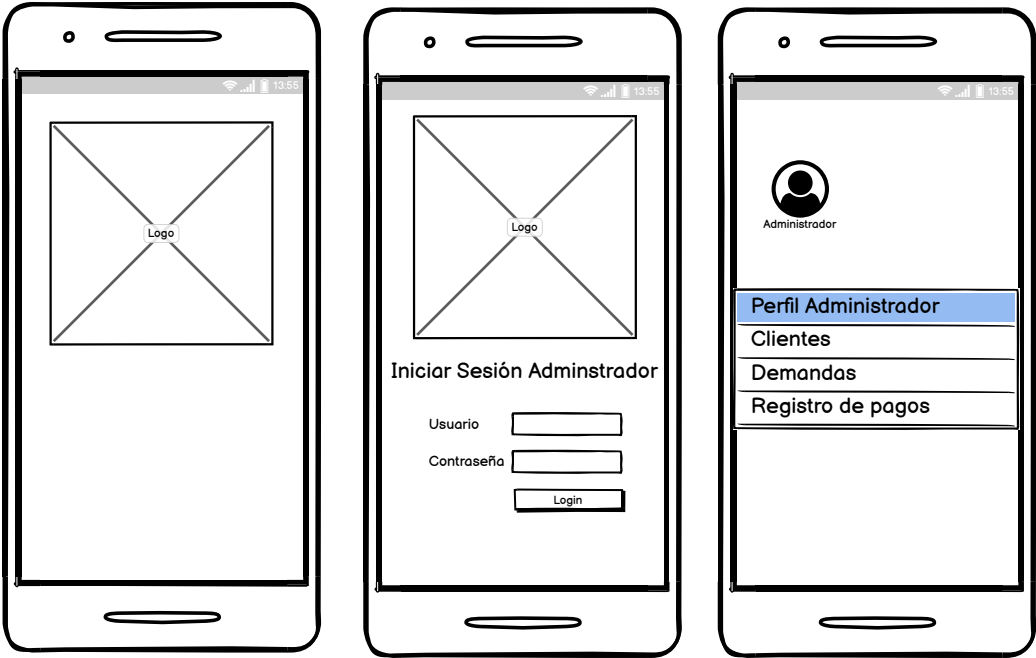 13:55
Logo
13:55
Logo
Iniciar Sesión Adminstrador
Usuario
Contraseña
Login
13:55
Administrador
Perfil Administrador
Clientes
Demandas
Registro de pagos